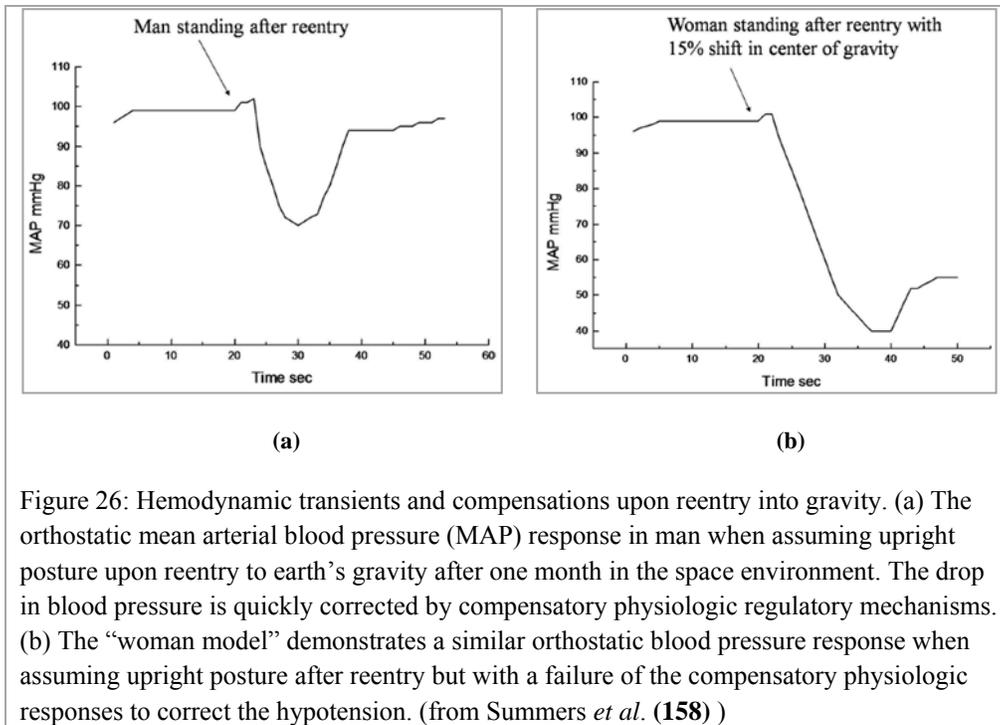 Man standing after reentry
110
100
90
80
70
60
50
40
MAP mmHg
0 10 20 30 40 50 60
Time sec
(a)
Woman standing after reentry with
15% shift in center of gravity
110
100
90
80
70
60
50
40
MAP mmHg
0 10 20 30 40 50
Time sec
(b)
Figure 26: Hemodynamic transients and compensations upon reentry into gravity. (a) The
orthostatic mean arterial blood pressure (MAP) response in man when assuming upright
posture upon reentry to earth’s gravity after one month in the space environment. The drop
in blood pressure is quickly corrected by compensatory physiologic regulatory mechanisms.
(b) The “woman model” demonstrates a similar orthostatic blood pressure response when
assuming upright posture after reentry but with a failure of the compensatory physiologic
responses to correct the hypotension. (from Summers et al. (158) )